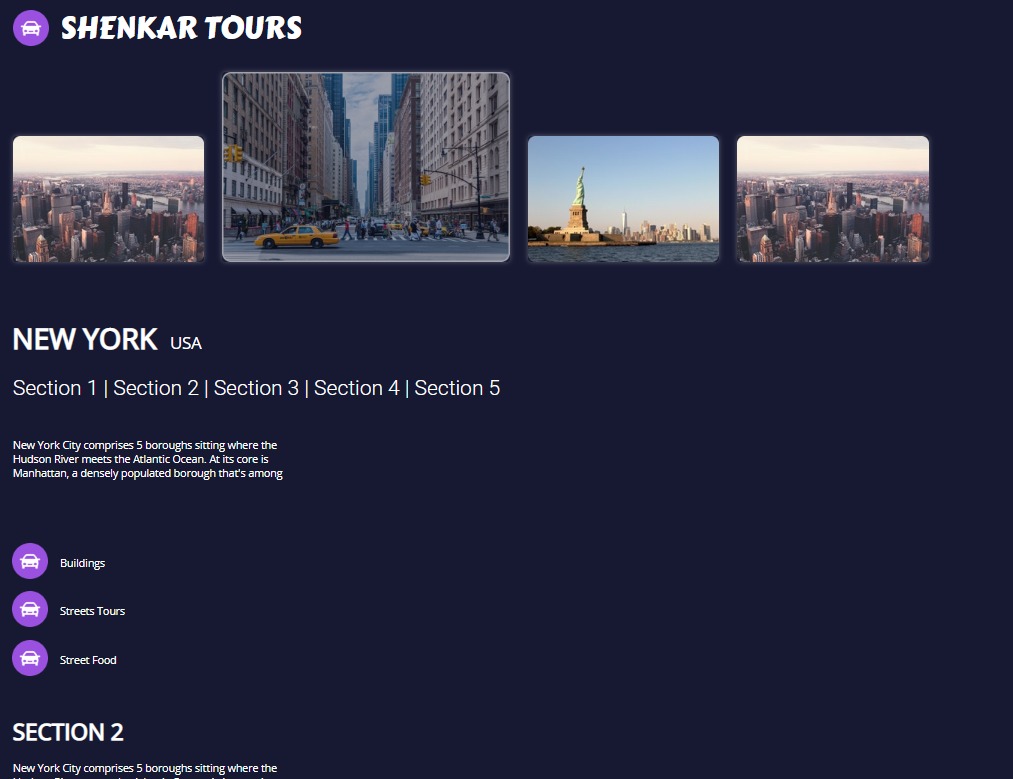 SHENKAR TOURS
NEW YORK USA
Section 1 | Section 2 | Section 3 | Section 4 | Section 5
New York City comprises 5 boroughs sitting where the
Hudson River meets the Atlantic Ocean. At its core is
Manhattan, a densely populated borough that's among
Buildings
Streets Tours
Street Food
SECTION 2
New York City comprises 5 boroughs sitting where the